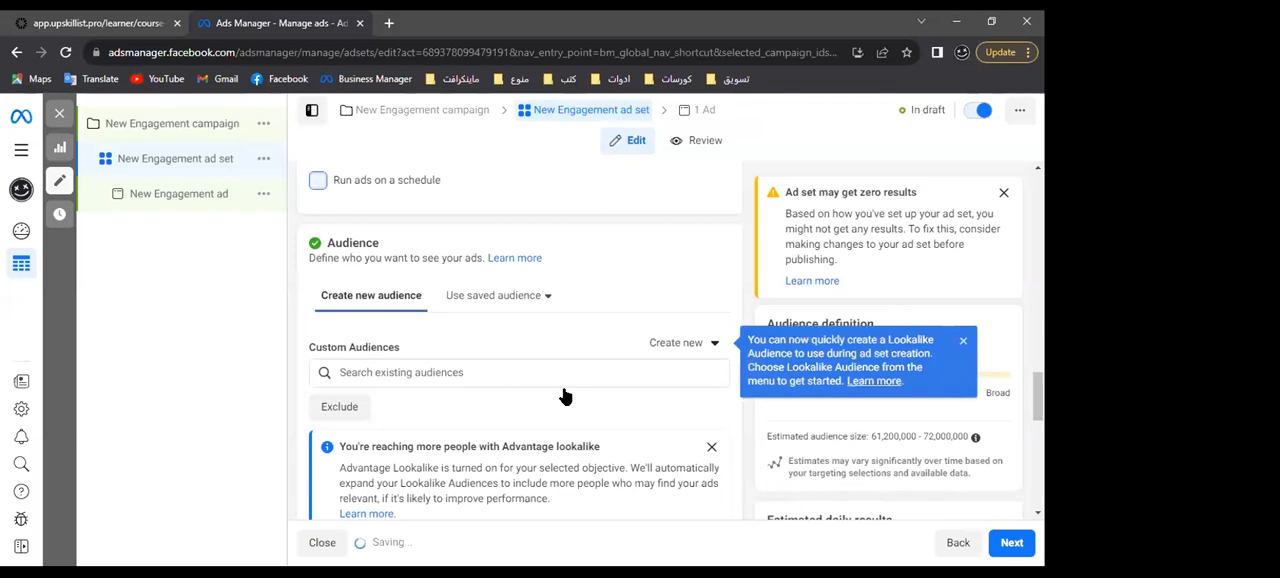 app.upskillist.pro/learner/course
Ads Manager - Manage ads - Ad
adsmanager.facebook.com/adsmanager/manage/adsets/edit?act=689378099479191&nav_entry_point=bm_global_nav_shortcut&selected_campaign_ids...
Update
Maps
Translate
YouTube
Gmail
Facebook
Business Manager
ماينكرافت
منوع
كتب
ادوات
كورسات
تسويق
New Engagement campaign
New Engagement ad set
1 Ad
In draft
Edit
Review
New Engagement campaign
New Engagement ad set
New Engagement ad
Run ads on a schedule
Audience
Define who you want to see your ads. Learn more
Create new audience
Use saved audience
Custom Audiences
Create new
Search existing audiences
Exclude
You're reaching more people with Advantage lookalike
Advantage Lookalike is turned on for your selected objective. We'll automatically
expand your Lookalike Audiences to include more people who may find your ads
relevant, if it's likely to improve performance.
Learn more.
Ad set may get zero results
Based on how you've set up your ad set, you
might not get any results. To fix this, consider
making changes to your ad set before
publishing.
Learn more
Audience definition
You can now quickly create a Lookalike
Audience to use during ad set creation.
Choose Lookalike Audience from the
menu to get started. Learn more.
Broad
Estimated audience size: 61,200,000 - 72,000,000
Estimates may vary significantly over time based on
your targeting selections and available data.
Estimated daily results
Close
Saving...
Back
Next